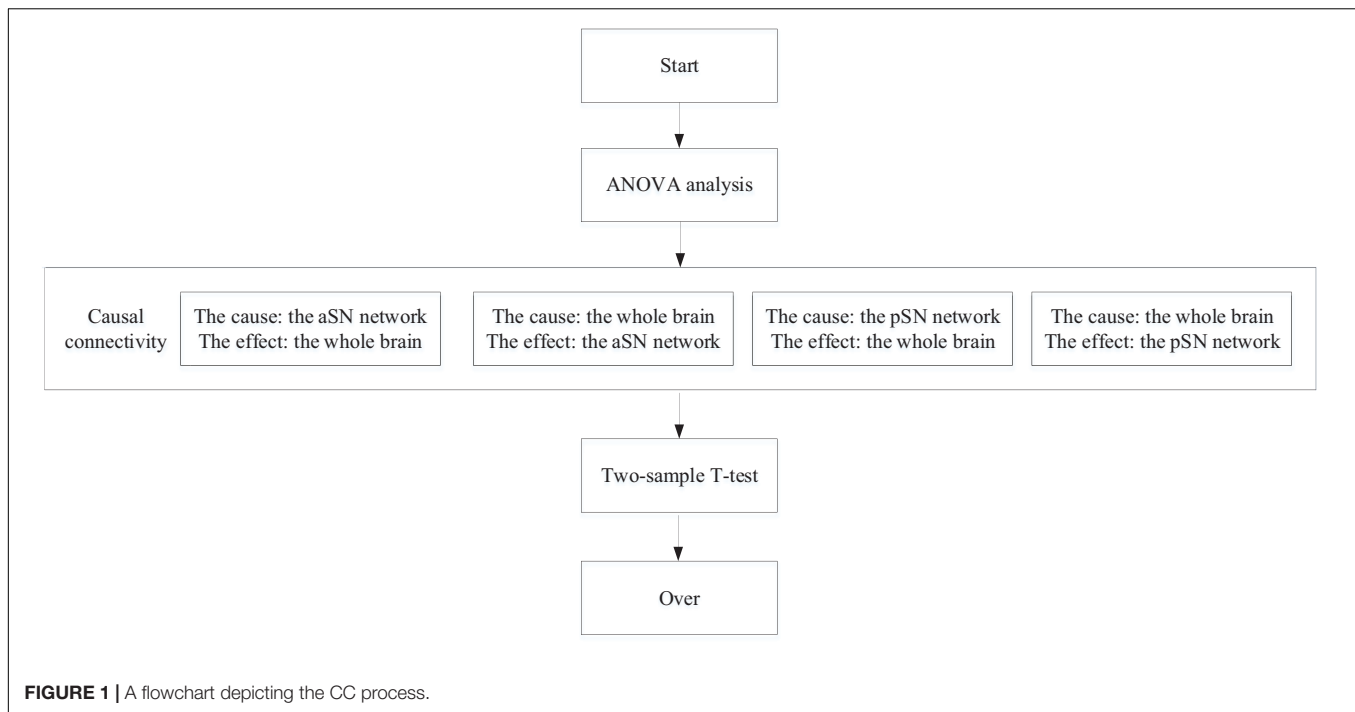 Start
ANOVA analysis
Causal
connectivity
The cause: the aSN network
The effect: the whole brain
The cause: the whole brain
The effect: the aSN network
The cause: the pSN network
The effect: the whole brain
The cause: the whole brain
The effect: the pSN network
Two-sample T-test
Over
FIGURE 1 | A flowchart depicting the CC process.